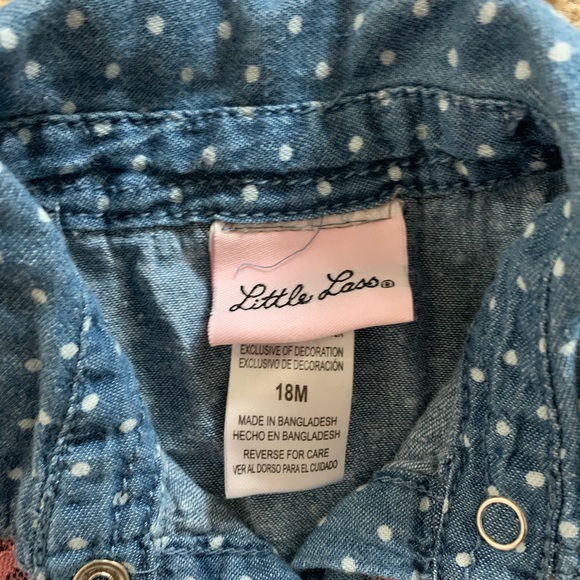 Little Lass®
EXCLUSIVE OF DECORATION
EXCLUSIVO DE DECORACIÓN
18M
MADE IN BANGLADESH
HECHO EN BANGLADESH
REVERSE FOR CARE
VER AL DORSO PARA EL CUIDADO